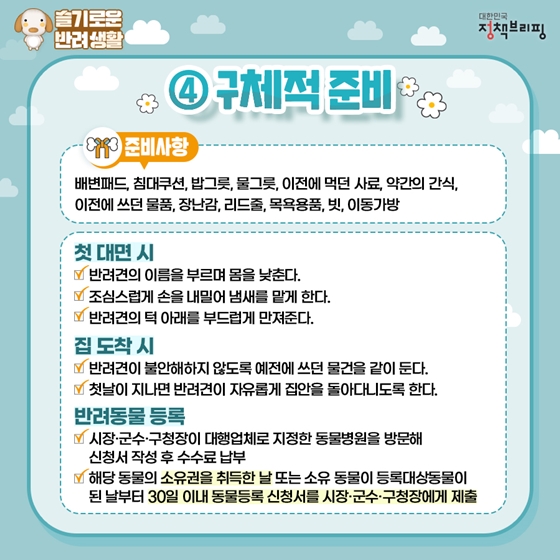 슬기로운
반려 생활
대한민국
정책브리핑
④ 구체적 준비
준비사항
배변패드, 침대쿠션, 밥그릇, 물그릇, 이전에 먹던 사료, 약간의 간식,
이전에 쓰던 물품, 장난감, 리드줄, 목욕용품, 빗, 이동가방
첫 대면 시
반려견의 이름을 부르며 몸을 낮춘다.
조심스럽게 손을 내밀어 냄새를 맡게 한다.
반려견의 턱 아래를 부드럽게 만져준다.
집 도착 시
반려견이 불안해하지 않도록 예전에 쓰던 물건을 같이 둔다.
첫날이 지나면 반려견이 자유롭게 집안을 돌아다니도록 한다.
반려동물 등록
시장·군수·구청장이 대행업체로 지정한 동물병원을 방문해
신청서 작성 후 수수료 납부
해당 동물의 소유권을 취득한 날 또는 소유 동물이 등록대상동물이
된 날부터 30일 이내 동물등록 신청서를 시장·군수·구청장에게 제출